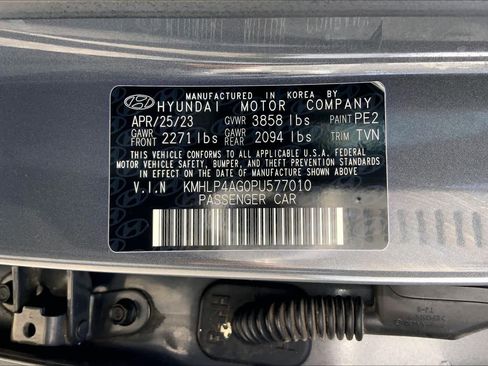 MANUFACTURED IN KOREA BY
HYUNDAI MOTOR COMPANY
APR/25/23 GVWR 3858 lbs PAINT PE2
GAWR FRONT 2271 lbs GAWR REAR 2094 lbs TRIM TVN
THIS VEHICLE CONFORMS TO ALL APPLICABLE U.S.A. FEDERAL
MOTOR VEHICLE SAFETY, BUMPER, AND THEFT PREVENTION
STANDARDS IN EFFECT ON THE DATE OF MANUFACTURE SHOWN ABOVE.
V.I.N KMHLP4AG0PU577010
PASSENGER CAR